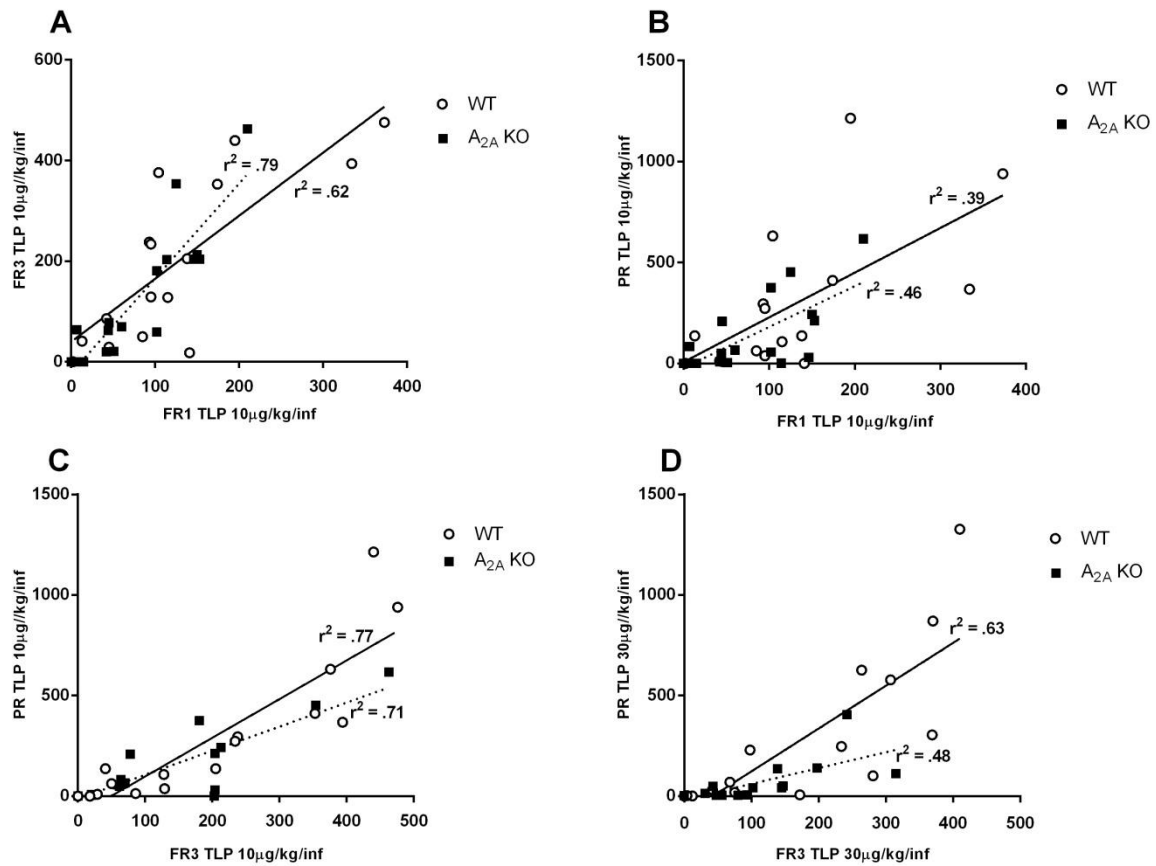 A
600
400
200
0
FR3 TLP 10µg//kg/inf
0 100 200 300 400
FR1 TLP 10µg/kg/inf
r² = .79
r² = .62
WT
A₂A KO
B
1500
1000
500
0
PR TLP 10µg//kg/inf
0 100 200 300 400
FR1 TLP 10µg/kg/inf
r² = .39
r² = .46
WT
A₂A KO
C
1500
1000
500
0
PR TLP 10µg//kg/inf
0 100 200 300 400 500
FR3 TLP 10µg/kg/inf
r² = .77
r² = .71
WT
A₂A KO
D
1500
1000
500
0
PR TLP 30µg//kg/inf
0 100 200 300 400 500
FR3 TLP 30µg/kg/inf
r² = .63
r² = .48
WT
A₂A KO